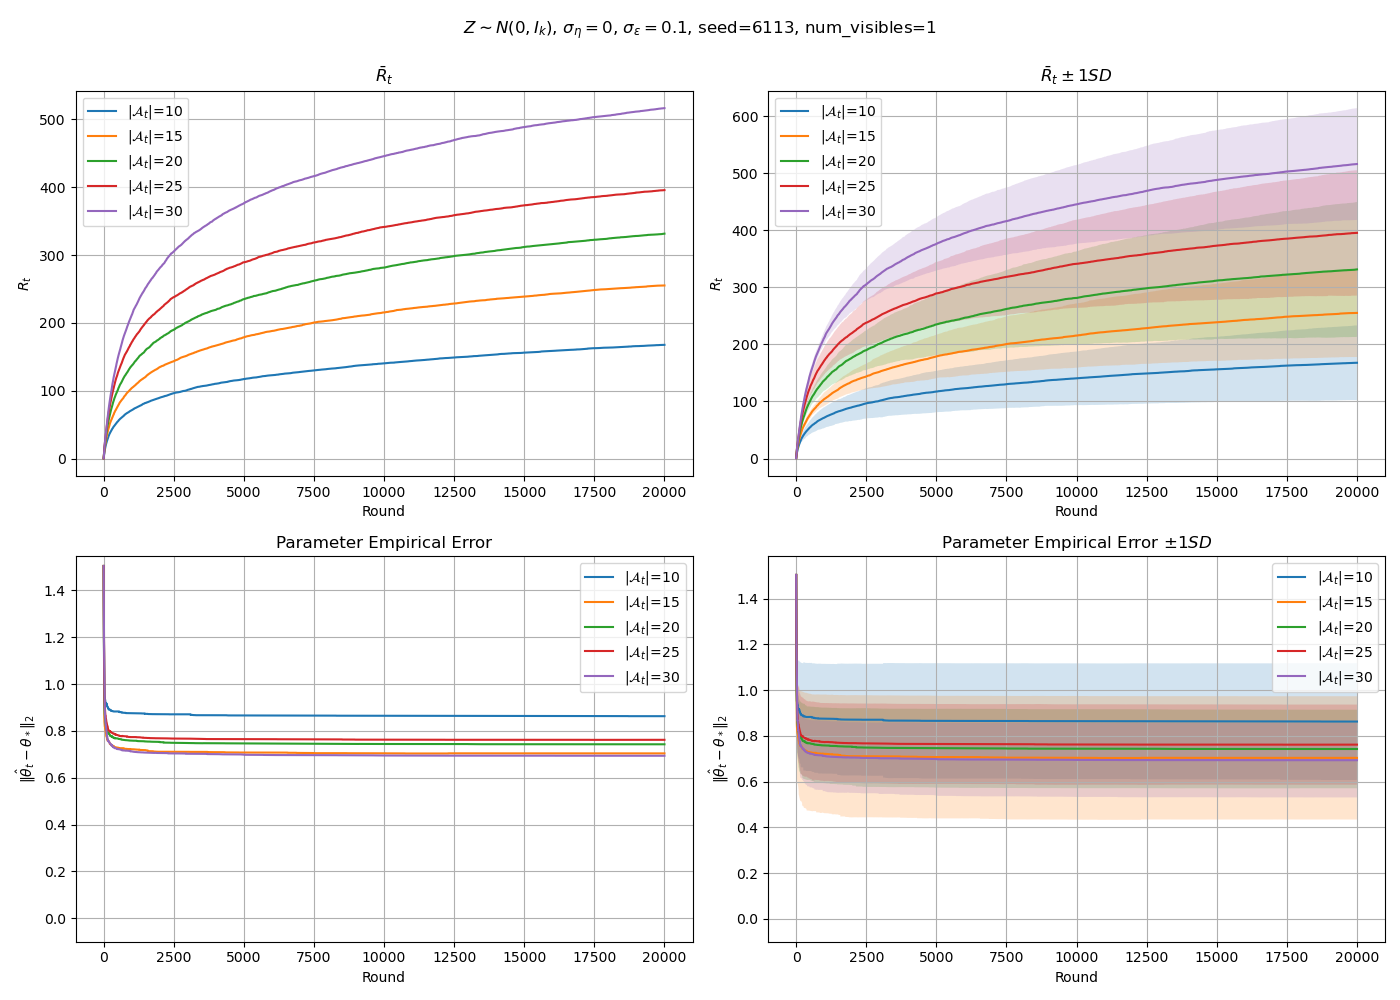 Z ∼ N(0, I_k), σ_η = 0, σ_ε = 0.1, seed=6113, num_visibles=1
R̄_t
R_t
500
400
300
200
100
0
|𝒜_t|=10
|𝒜_t|=15
|𝒜_t|=20
|𝒜_t|=25
|𝒜_t|=30
0 2500 5000 7500 10000 12500 15000 17500 20000
Round
R̄_t ± 1SD
R_t
600
500
400
300
200
100
0
|𝒜_t|=10
|𝒜_t|=15
|𝒜_t|=20
|𝒜_t|=25
|𝒜_t|=30
0 2500 5000 7500 10000 12500 15000 17500 20000
Round
Parameter Empirical Error
‖θ̂_t − θ_*‖_2
1.4
1.2
1.0
0.8
0.6
0.4
0.2
0.0
|𝒜_t|=10
|𝒜_t|=15
|𝒜_t|=20
|𝒜_t|=25
|𝒜_t|=30
0 2500 5000 7500 10000 12500 15000 17500 20000
Round
Parameter Empirical Error ±1SD
‖θ̂_t − θ_*‖_2
1.4
1.2
1.0
0.8
0.6
0.4
0.2
0.0
|𝒜_t|=10
|𝒜_t|=15
|𝒜_t|=20
|𝒜_t|=25
|𝒜_t|=30
0 2500 5000 7500 10000 12500 15000 17500 20000
Round